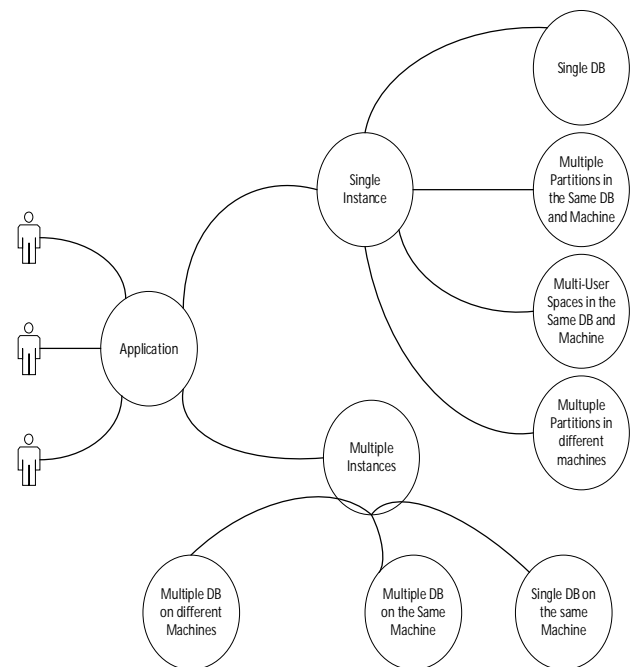 Single DB
Single
Instance
Multiple
Partitions in
the Same DB
and Machine
Multi-User
Spaces in the
Same DB and
Machine
Application
Multuple
Partitions in
different
machines
Multiple
Instances
Multiple DB
on different
Machines
Multiple DB
on the Same
Machine
Single DB on
the same
Machine